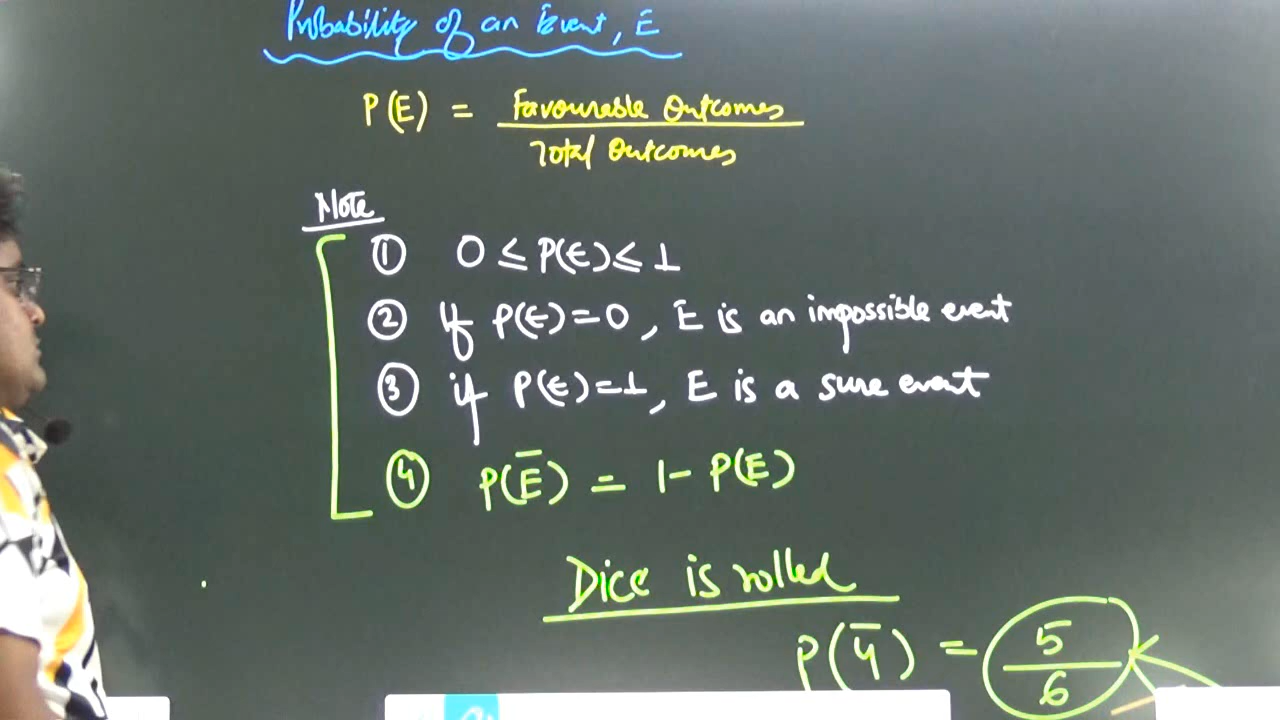 Probability of an Event, E
P(E) = Favourable Outcomes / Total Outcomes
Note
① 0 ≤ P(E) ≤ 1
② If P(E) = 0, E is an impossible event
③ if P(E) = 1, E is a sure event
④ P(Ē) = 1 - P(E)
Dice is rolled
P(4̄) = 5/6